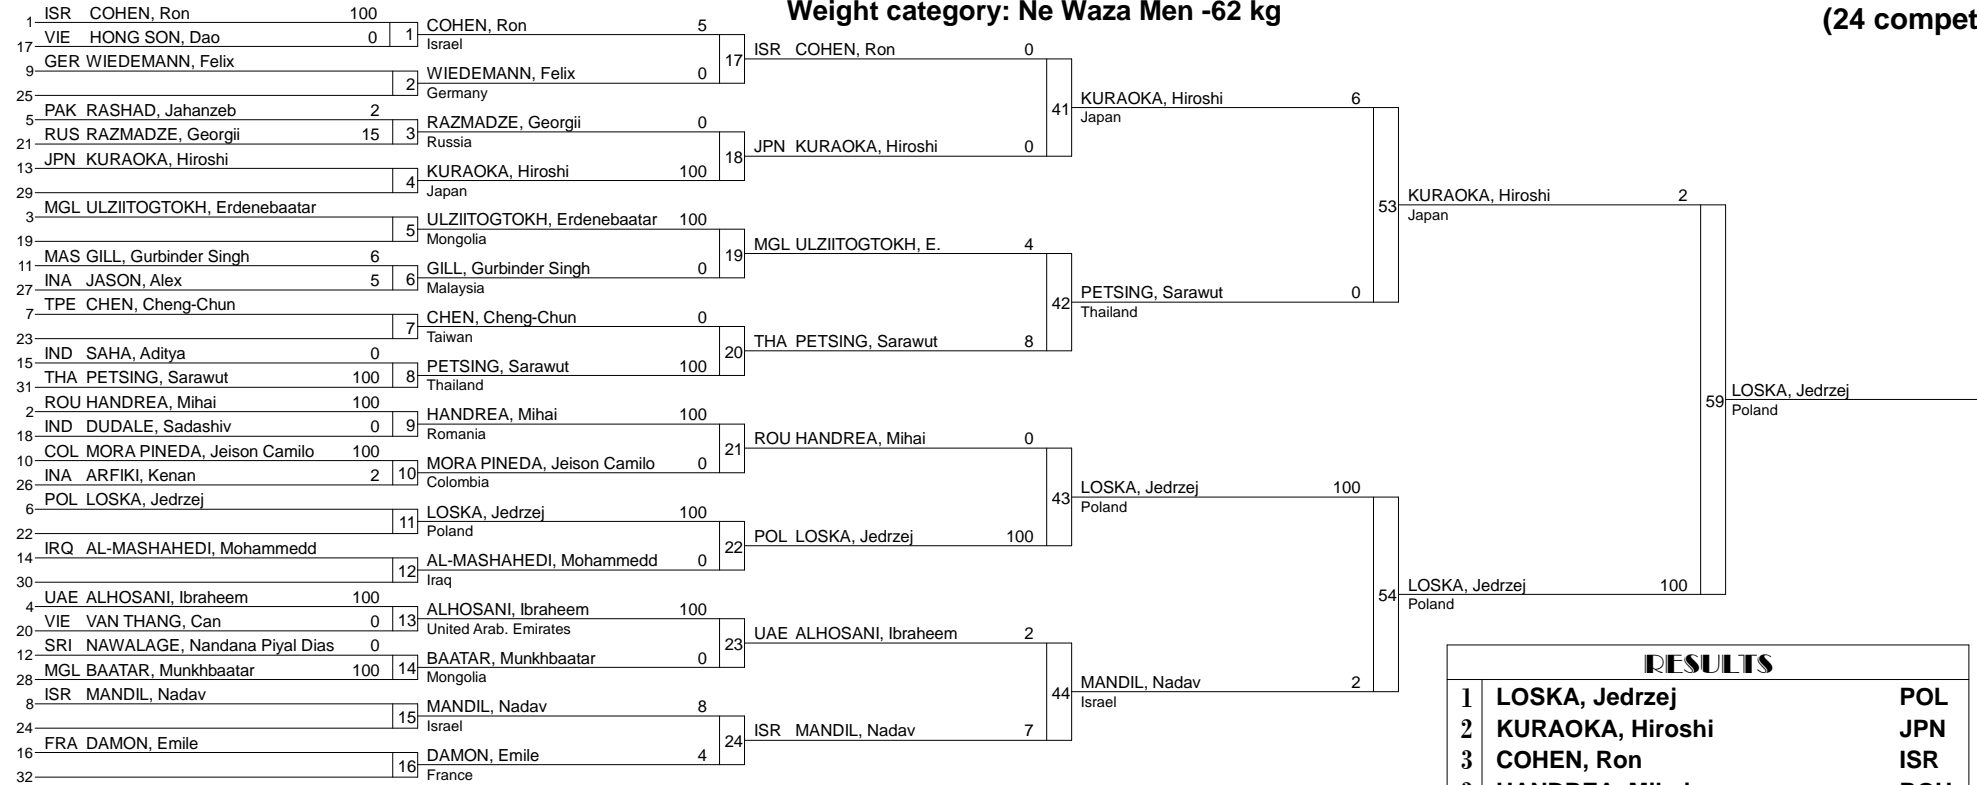 Weight category: Ne Waza Men -62 kg
(24 compet
1 ISR COHEN, Ron 100
17 VIE HONG SON, Dao 0
1
9 GER WIEDEMANN, Felix
25
2
5 PAK RASHAD, Jahanzeb 2
21 RUS RAZMADZE, Georgii 15
3
13 JPN KURAOKA, Hiroshi
29
4
3 MGL ULZIITOGTOKH, Erdenebaatar
19
5
11 MAS GILL, Gurbinder Singh 6
27 INA JASON, Alex 5
6
7 TPE CHEN, Cheng-Chun
23
7
15 IND SAHA, Aditya 0
31 THA PETSING, Sarawut 100
8
2 ROU HANDREA, Mihai 100
18 IND DUDALE, Sadashiv 0
9
10 COL MORA PINEDA, Jeison Camilo 100
26 INA ARFIKI, Kenan 2
10
6 POL LOSKA, Jedrzej
22
11
14 IRQ AL-MASHAHEDI, Mohammedd
30
12
4 UAE ALHOSANI, Ibraheem 100
20 VIE VAN THANG, Can 0
13
12 SRI NAWALAGE, Nandana Piyal Dias 0
28 MGL BAATAR, Munkhbaatar 100
14
8 ISR MANDIL, Nadav
24
15
16 FRA DAMON, Emile
32
16
COHEN, Ron 5
Israel
WIEDEMANN, Felix 0
Germany
17
RAZMADZE, Georgii 0
Russia
KURAOKA, Hiroshi 100
Japan
18
ULZIITOGTOKH, Erdenebaatar 100
Mongolia
GILL, Gurbinder Singh 0
Malaysia
19
CHEN, Cheng-Chun 0
Taiwan
PETSING, Sarawut 100
Thailand
20
HANDREA, Mihai 100
Romania
MORA PINEDA, Jeison Camilo 0
Colombia
21
LOSKA, Jedrzej 100
Poland
AL-MASHAHEDI, Mohammedd 0
Iraq
22
ALHOSANI, Ibraheem 100
United Arab. Emirates
BAATAR, Munkhbaatar 0
Mongolia
23
MANDIL, Nadav 8
Israel
DAMON, Emile 4
France
24
ISR COHEN, Ron 0
JPN KURAOKA, Hiroshi 0
41
MGL ULZIITOGTOKH, E. 4
THA PETSING, Sarawut 8
42
ROU HANDREA, Mihai 0
POL LOSKA, Jedrzej 100
43
UAE ALHOSANI, Ibraheem 2
ISR MANDIL, Nadav 7
44
KURAOKA, Hiroshi 6
Japan
PETSING, Sarawut 0
Thailand
53
LOSKA, Jedrzej 100
Poland
MANDIL, Nadav 2
Israel
54
KURAOKA, Hiroshi 2
Japan
LOSKA, Jedrzej 100
Poland
59
LOSKA, Jedrzej
Poland
RESULTS
1 LOSKA, Jedrzej POL
2 KURAOKA, Hiroshi JPN
3 COHEN, Ron ISR
3 HANDREA, Mihai ROU